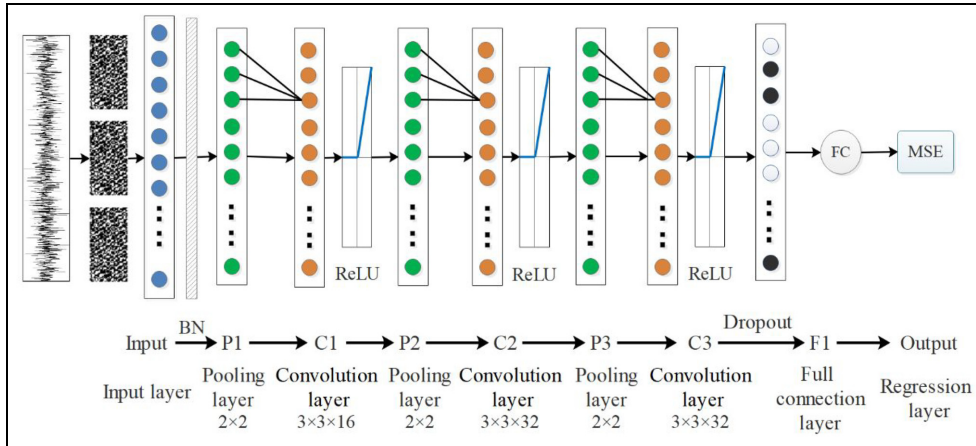 FC
MSE
ReLU
ReLU
ReLU
BN
Dropout
Input
P1
C1
P2
C2
P3
C3
F1
Output
Input layer
Pooling
layer
2×2
Convolution
layer
3×3×16
Pooling
layer
2×2
Convolution
layer
3×3×32
Pooling
layer
2×2
Convolution
layer
3×3×32
Full
connection
layer
Regression
layer